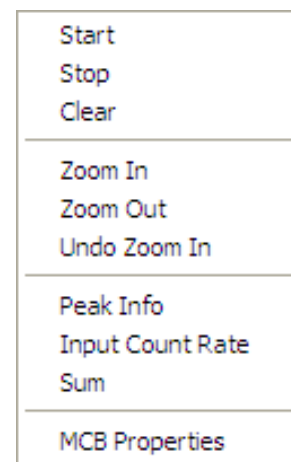 Start
Stop
Clear
Zoom In
Zoom Out
Undo Zoom In
Peak Info
Input Count Rate
Sum
MCB Properties